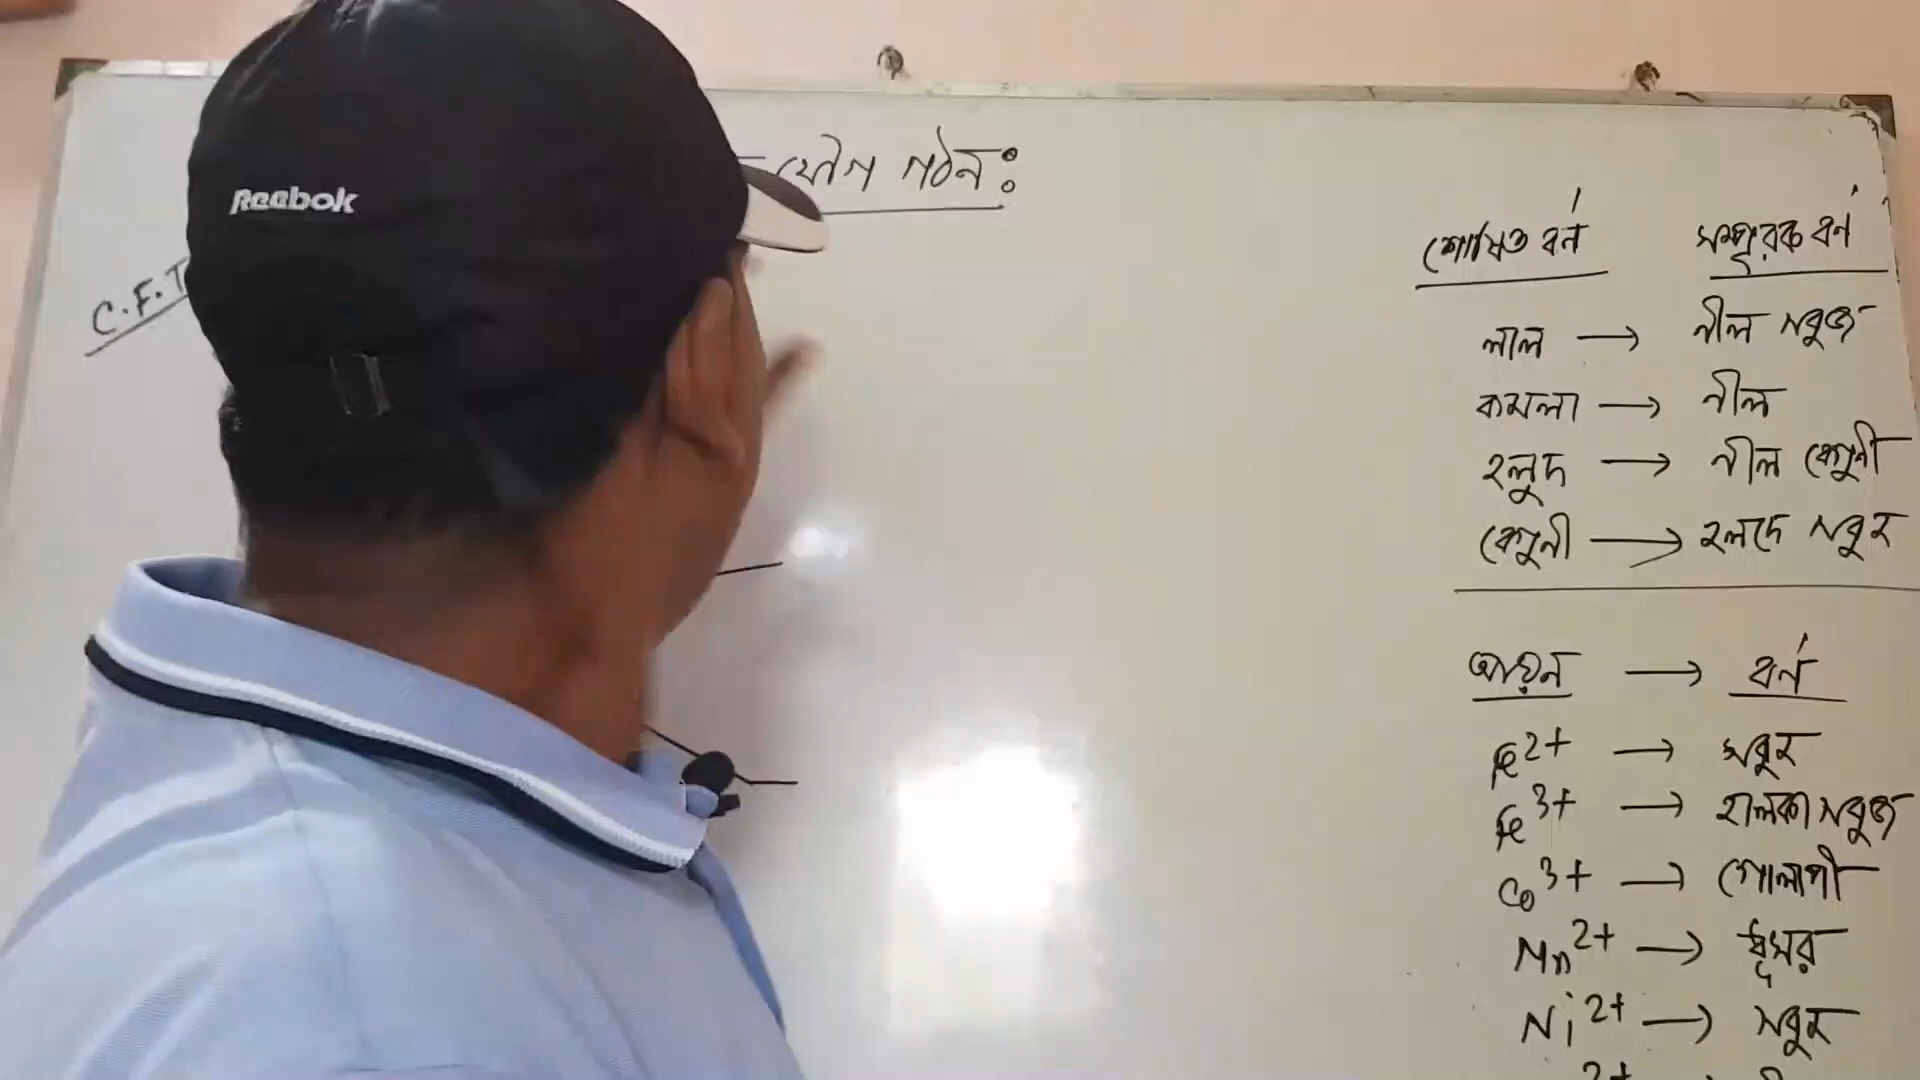 যৌগ গঠন:
Reebok
C.F.T
শোষিত বর্ণ সম্পূরক বর্ণ
লাল → নীল সবুজ
কমলা → নীল
হলুদ → নীল বেগুনী
বেগুনী → হলদে সবুজ
আয়ন → বর্ণ
Fe²⁺ → সবুজ
Fe³⁺ → হালকা সবুজ
Co³⁺ → গোলাপী
Mn²⁺ → ধূসর
Ni²⁺ → সবুজ
2+ →